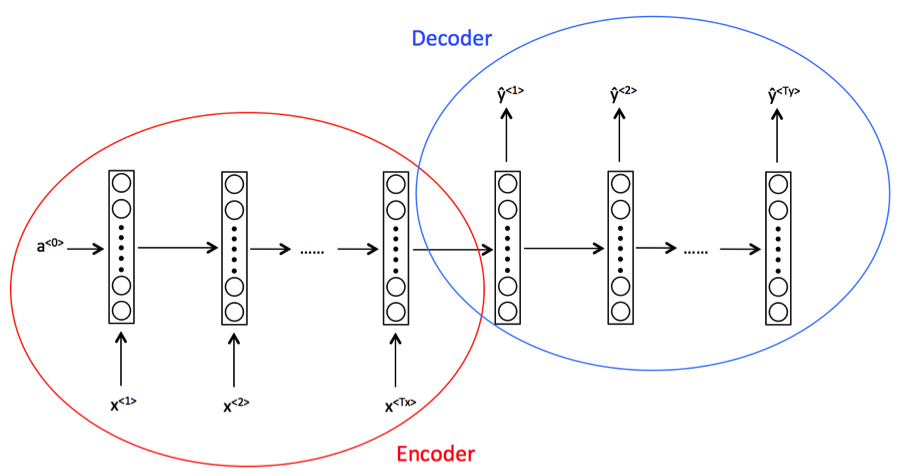 Decoder
ŷ<1> ŷ<2> ŷ<Ty>
a<0> ...... ......
x<1> x<2> x<Tx>
Encoder